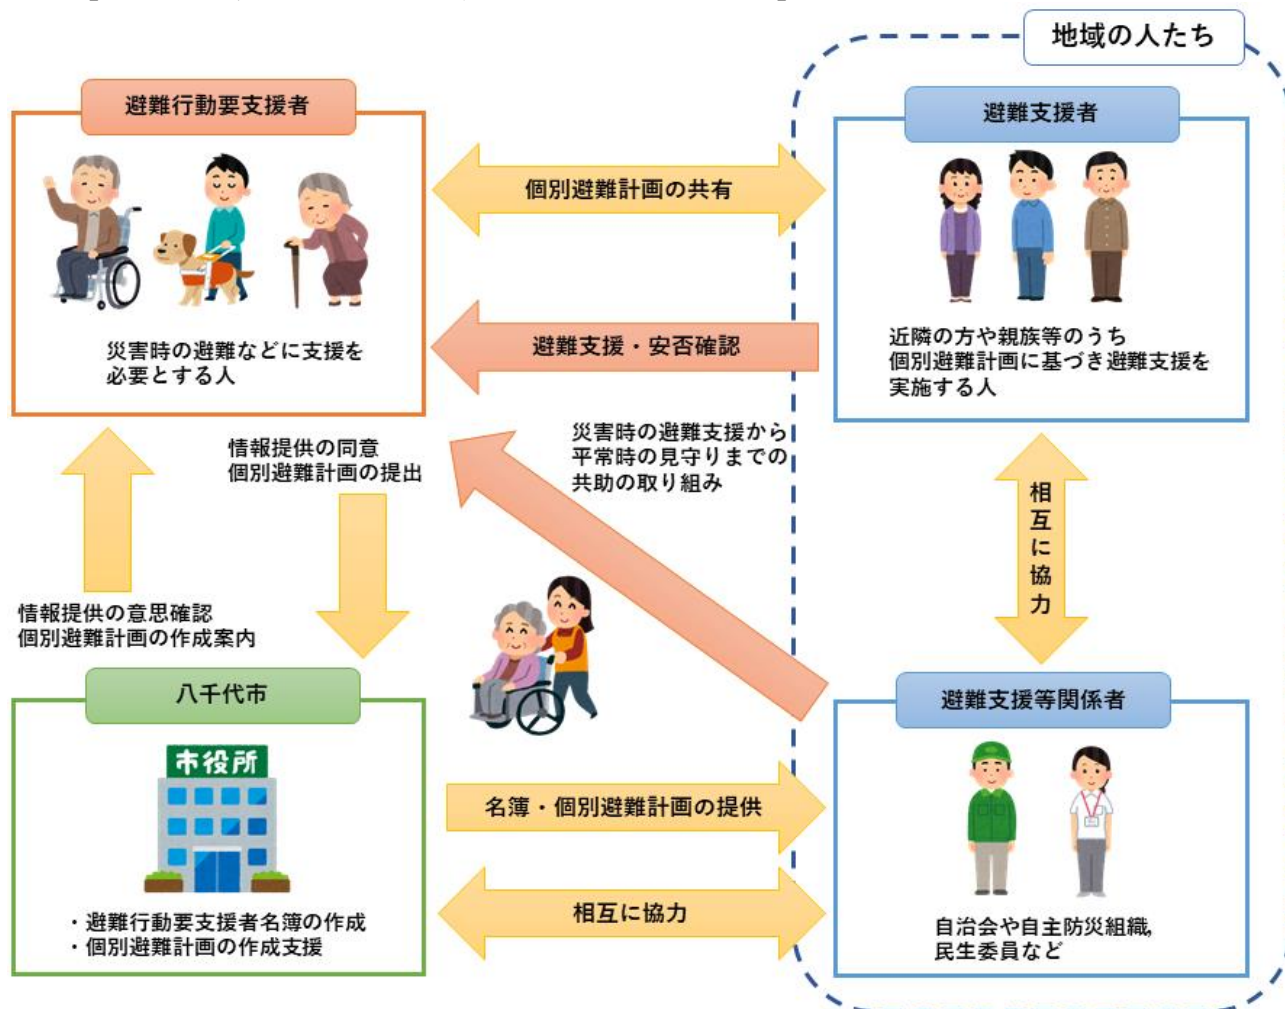 地域の人たち
避難行動要支援者
避難支援者
個別避難計画の共有
災害時の避難などに支援を
必要とする人
避難支援・安否確認
近隣の方や親族等のうち
個別避難計画に基づき避難支援を
実施する人
情報提供の同意
個別避難計画の提出
災害時の避難支援から
平常時の見守りまでの
共助の取り組み
相互に協力
情報提供の意思確認
個別避難計画の作成案内
八千代市
避難支援等関係者
市役所
名簿・個別避難計画の提供
相互に協力
・避難行動要支援者名簿の作成
・個別避難計画の作成支援
自治会や自主防災組織,
民生委員など